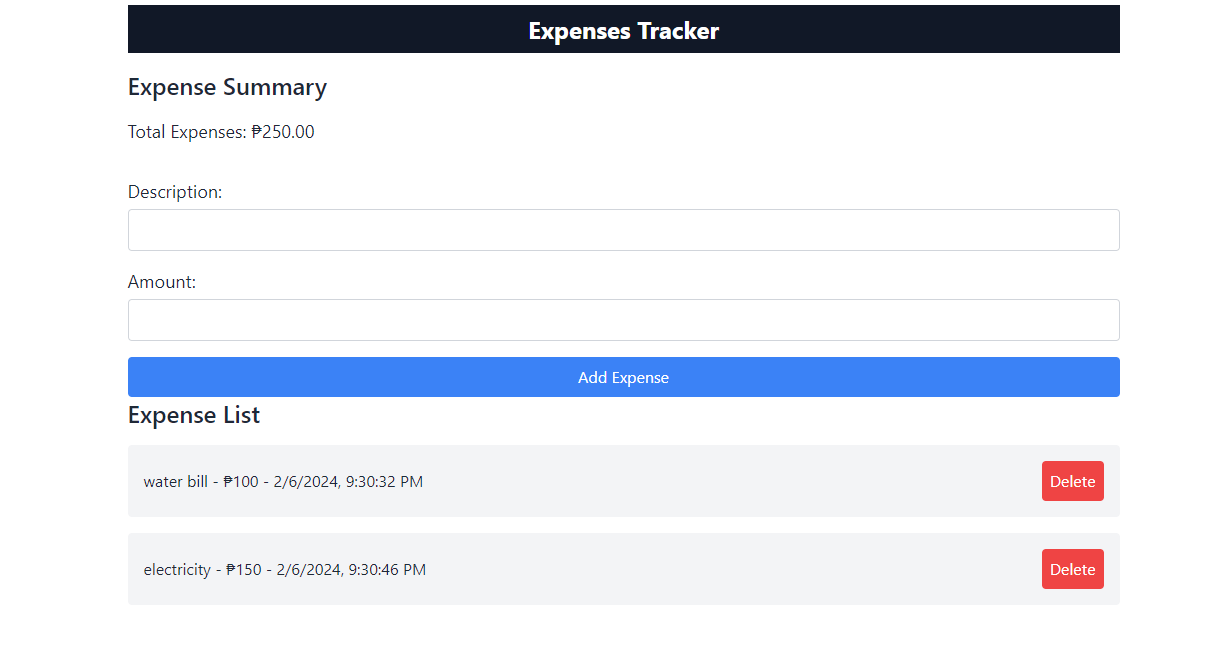 Expenses Tracker
Expense Summary
Total Expenses: ₱250.00
Description:
Amount:
Add Expense
Expense List
water bill - ₱100 - 2/6/2024, 9:30:32 PM
Delete
electricity - ₱150 - 2/6/2024, 9:30:46 PM
Delete